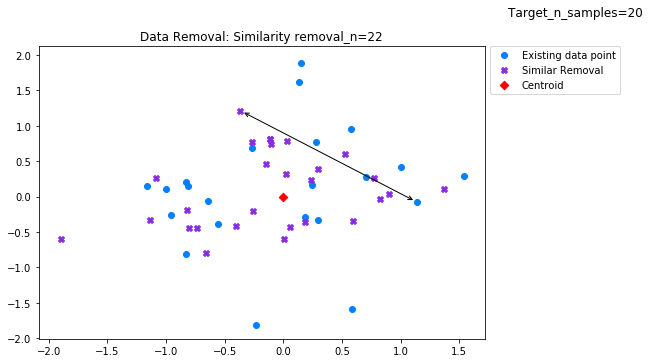 Target_n_samples=20
Data Removal: Similarity removal_n=22
Existing data point
Similar Removal
Centroid
2.0
1.5
1.0
0.5
0.0
−0.5
−1.0
−1.5
−2.0
−2.0 −1.5 −1.0 −0.5 0.0 0.5 1.0 1.5